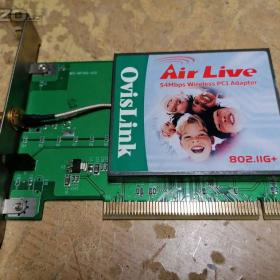 OvisLink
Air Live
54Mbps Wireless PCI Adapter
802.11G+